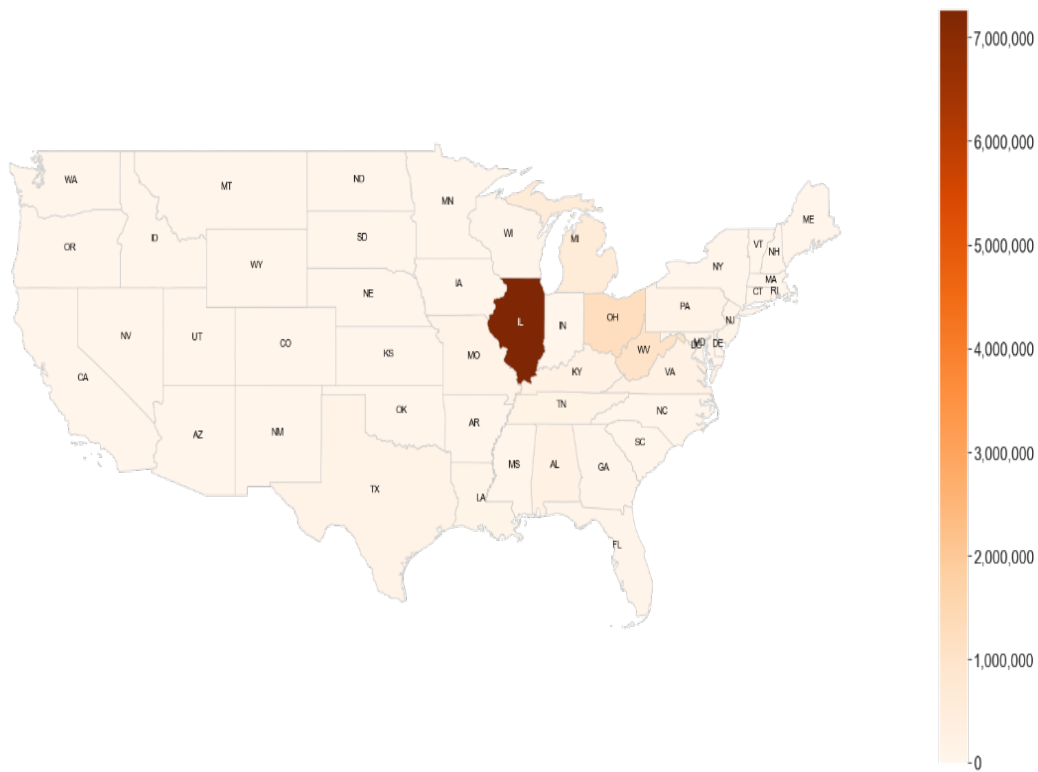 7,000,000
6,000,000
5,000,000
4,000,000
3,000,000
2,000,000
1,000,000
0
WA
MT
ND
MN
ME
OR
ID
SD
WI
MI
VT
NH
WY
NY
MA
IA
CT RI
NE
PA
OH
NJ
NV
UT
CO
IL
IN
DC
MD
DE
KS
MO
WV
CA
KY
VA
OK
TN
NC
AZ
NM
AR
SC
MS
AL
GA
TX
LA
FL